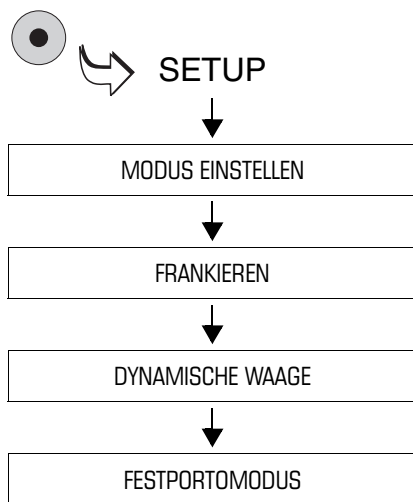 SETUP
MODUS EINSTELLEN
FRANKIEREN
DYNAMISCHE WAAGE
FESTPORTOMODUS